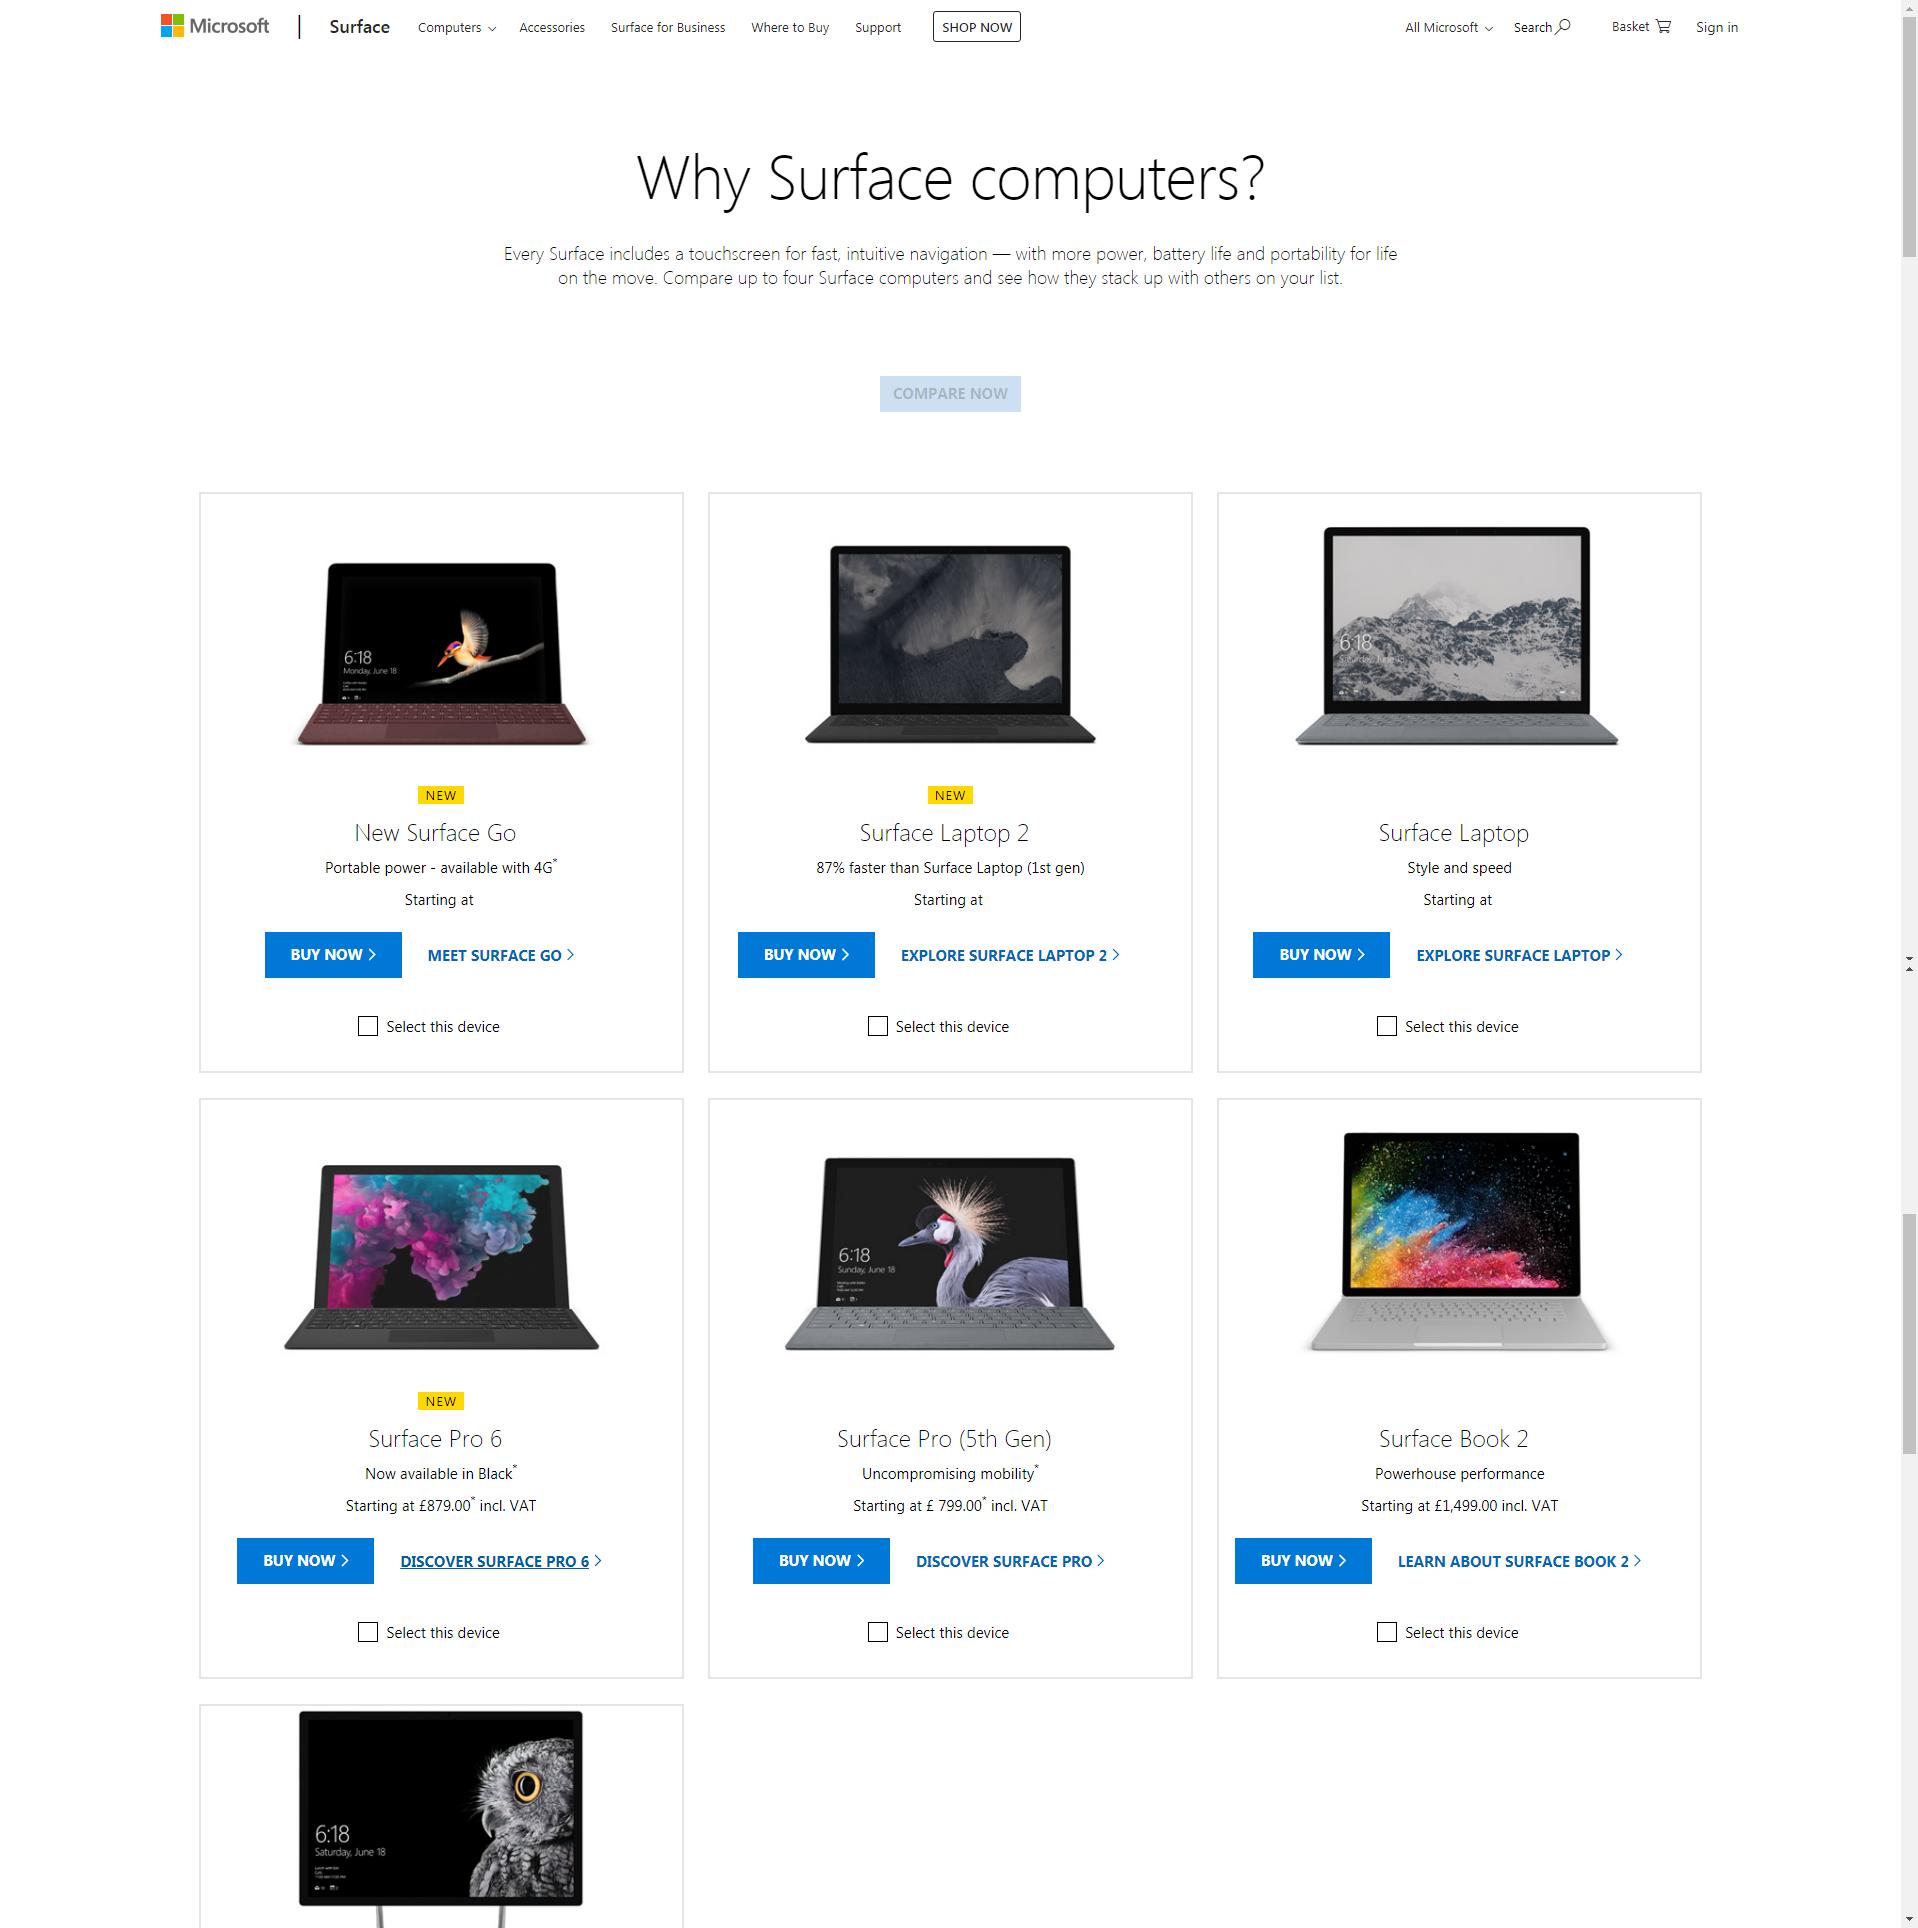 Microsoft
Surface
Computers
Accessories
Surface for Business
Where to Buy
Support
SHOP NOW
All Microsoft
Search
Basket
Sign in
Why Surface computers?
Every Surface includes a touchscreen for fast, intuitive navigation — with more power, battery life and portability for life
on the move. Compare up to four Surface computers and see how they stack up with others on your list.
COMPARE NOW
6:18
Monday, June 18
NEW
New Surface Go
Portable power - available with 4G*
Starting at
BUY NOW
MEET SURFACE GO
Select this device
NEW
Surface Laptop 2
87% faster than Surface Laptop (1st gen)
Starting at
BUY NOW
EXPLORE SURFACE LAPTOP 2
Select this device
6:18
Saturday, June
Surface Laptop
Style and speed
Starting at
BUY NOW
EXPLORE SURFACE LAPTOP
Select this device
NEW
Surface Pro 6
Now available in Black*
Starting at £879.00* incl. VAT
BUY NOW
DISCOVER SURFACE PRO 6
Select this device
6:18
Sunday, June 18
Surface Pro (5th Gen)
Uncompromising mobility*
Starting at £ 799.00* incl. VAT
BUY NOW
DISCOVER SURFACE PRO
Select this device
Surface Book 2
Powerhouse performance
Starting at £1,499.00 incl. VAT
BUY NOW
LEARN ABOUT SURFACE BOOK 2
Select this device
6:18
Saturday, June 18